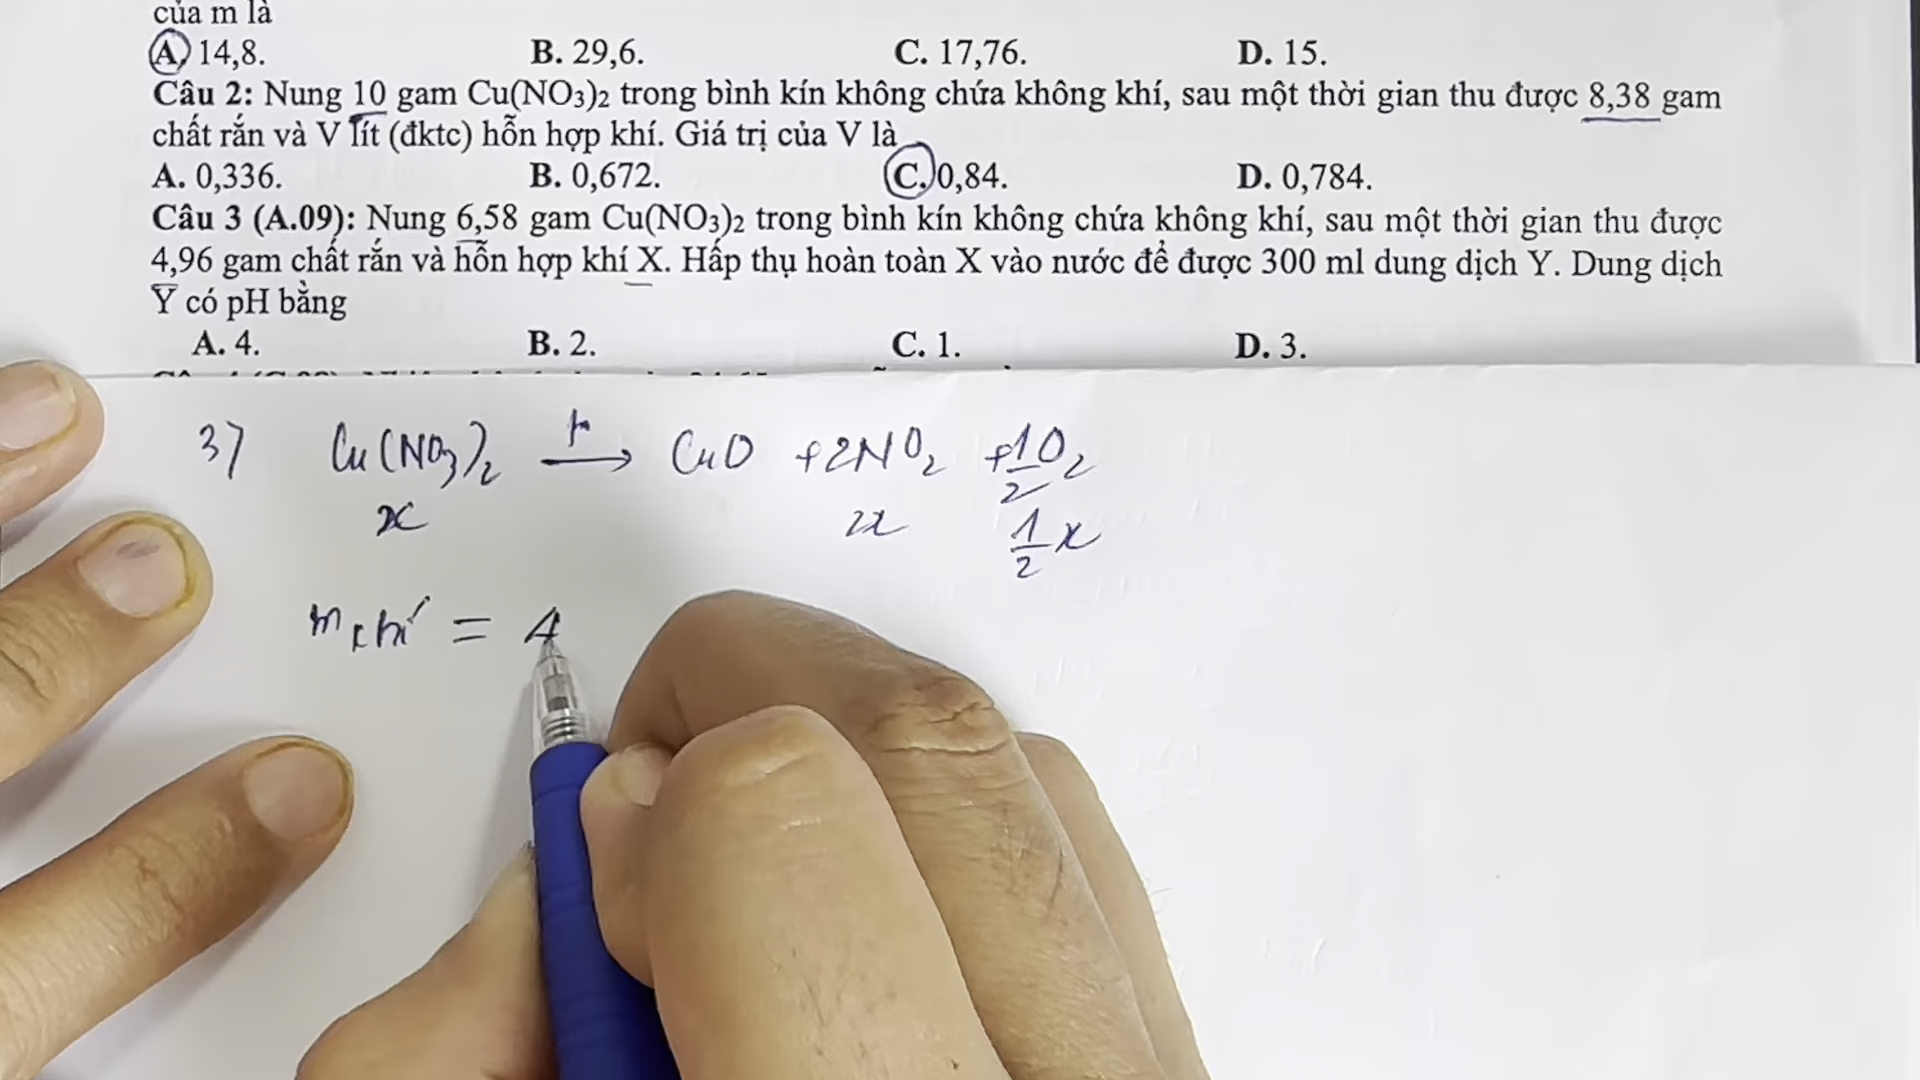 của m là
A. 14,8. B. 29,6. C. 17,76. D. 15.
Câu 2: Nung 10 gam Cu(NO3)2 trong bình kín không chứa không khí, sau một thời gian thu được 8,38 gam
chất rắn và V lít (đktc) hỗn hợp khí. Giá trị của V là
A. 0,336. B. 0,672. C. 0,84. D. 0,784.
Câu 3 (A.09): Nung 6,58 gam Cu(NO3)2 trong bình kín không chứa không khí, sau một thời gian thu được
4,96 gam chất rắn và hỗn hợp khí X. Hấp thụ hoàn toàn X vào nước để được 300 ml dung dịch Y. Dung dịch
Y có pH bằng
A. 4. B. 2. C. 1. D. 3.
3) Cu(NO3)2 → CuO +2NO2 +1/2O2
x 2x 1/2 x
m khí = 4